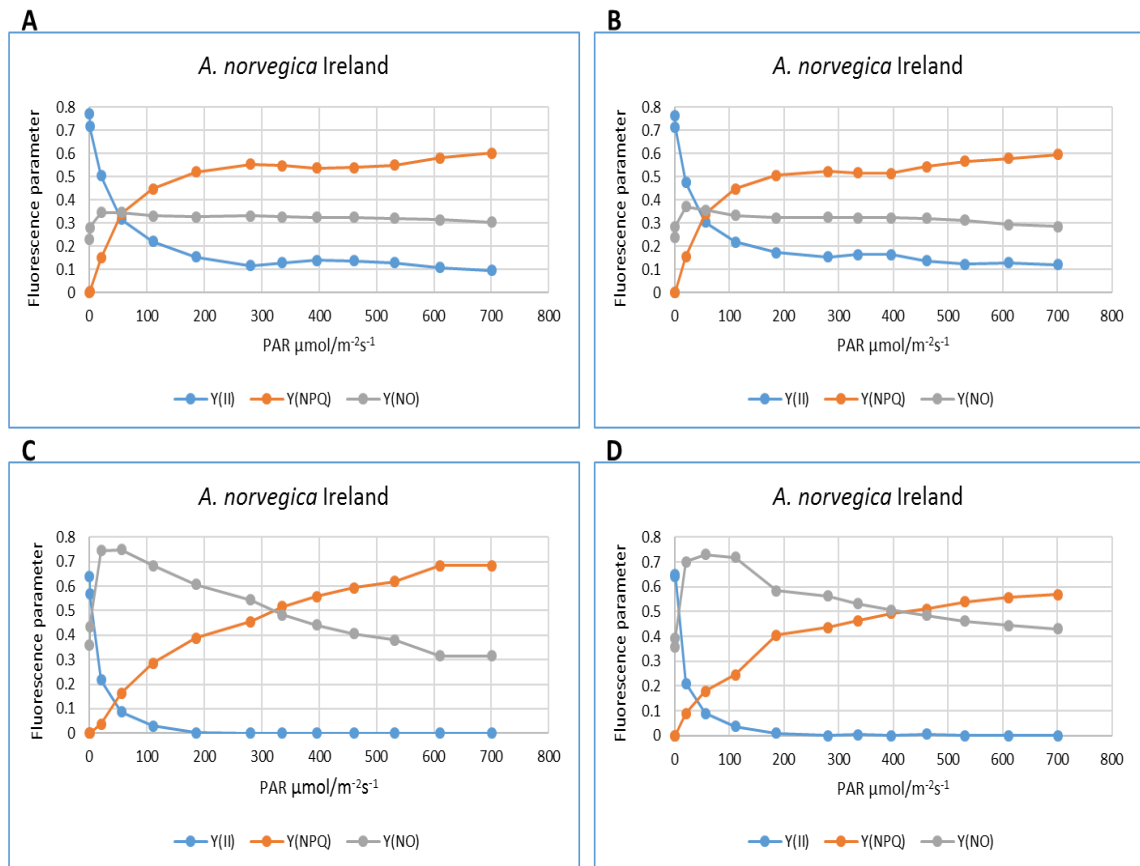 A
A. norvegica Ireland
Fluorescence parameter
0.8
0.7
0.6
0.5
0.4
0.3
0.2
0.1
0
0 100 200 300 400 500 600 700 800
PAR µmol/m⁻²s⁻¹
Y(II) Y(NPQ) Y(NO)
B
A. norvegica Ireland
Fluorescence parameter
0.8
0.7
0.6
0.5
0.4
0.3
0.2
0.1
0
0 100 200 300 400 500 600 700 800
PAR µmol/m⁻²s⁻¹
Y(II) Y(NPQ) Y(NO)
C
A. norvegica Ireland
Fluorescence parameter
0.8
0.7
0.6
0.5
0.4
0.3
0.2
0.1
0
0 100 200 300 400 500 600 700 800
PAR µmol/m⁻²s⁻¹
Y(II) Y(NPQ) Y(NO)
D
A. norvegica Ireland
Fluorescence parameter
0.8
0.7
0.6
0.5
0.4
0.3
0.2
0.1
0
0 100 200 300 400 500 600 700 800
PAR µmol/m⁻²s⁻¹
Y(II) Y(NPQ) Y(NO)